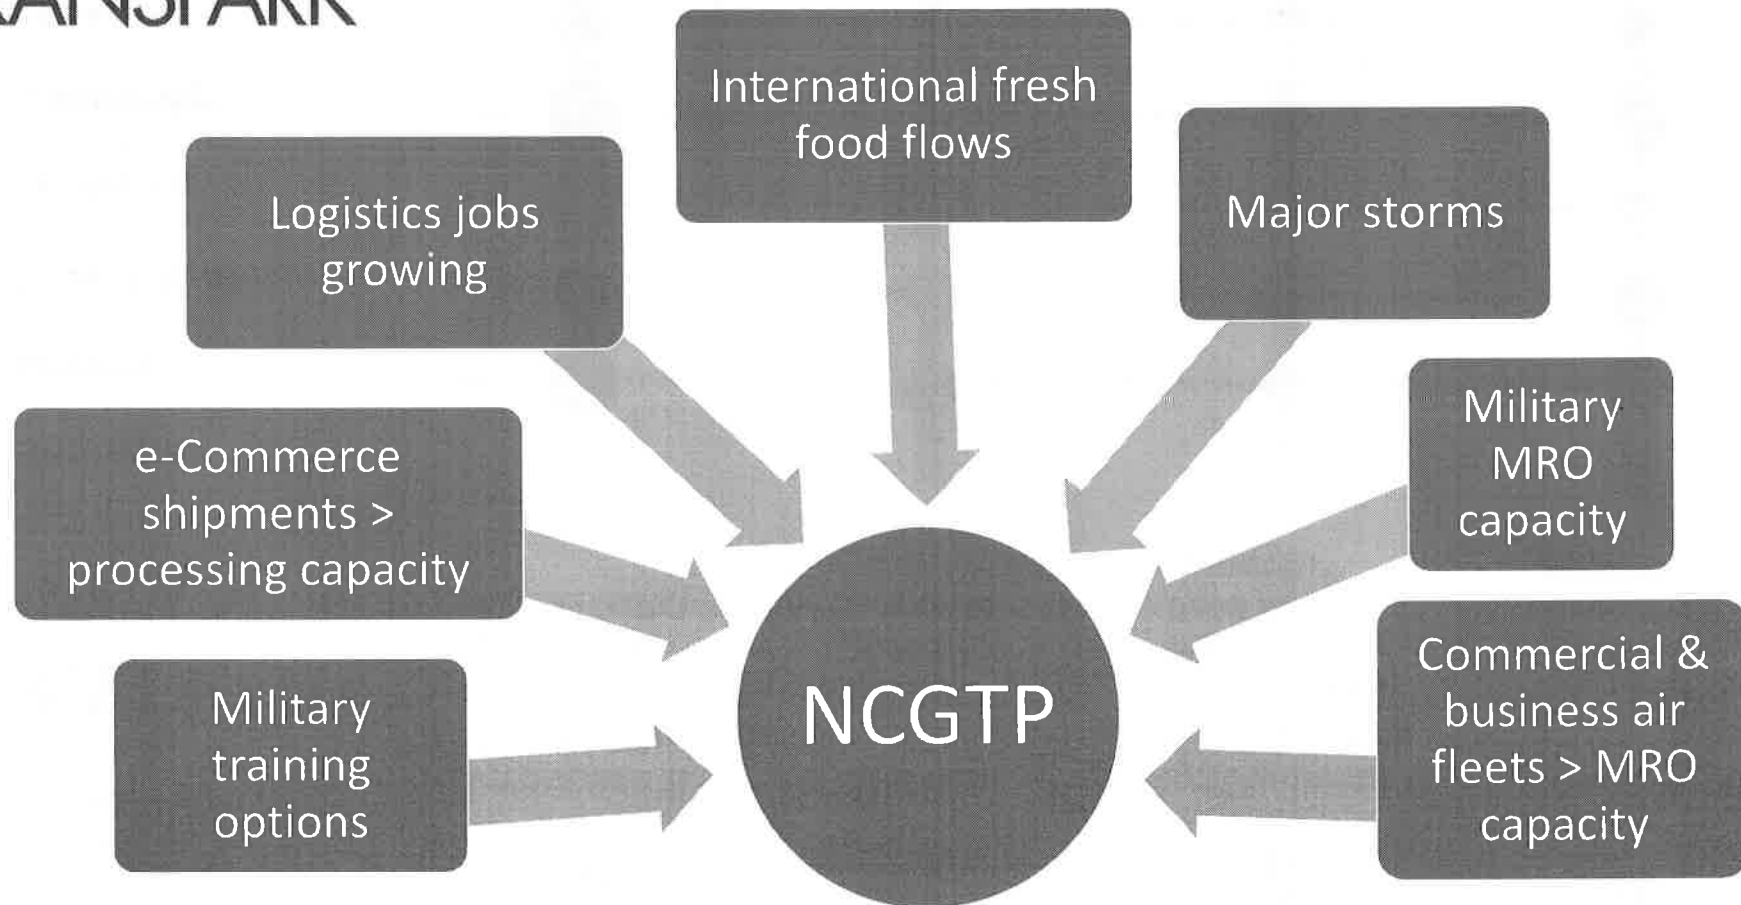 TRANSPARK
International fresh
food flows
Logistics jobs
growing
Major storms
e-Commerce
shipments >
processing capacity
Military
MRO
capacity
Military
training
options
NCGTP
Commercial &
business air
fleets > MRO
capacity